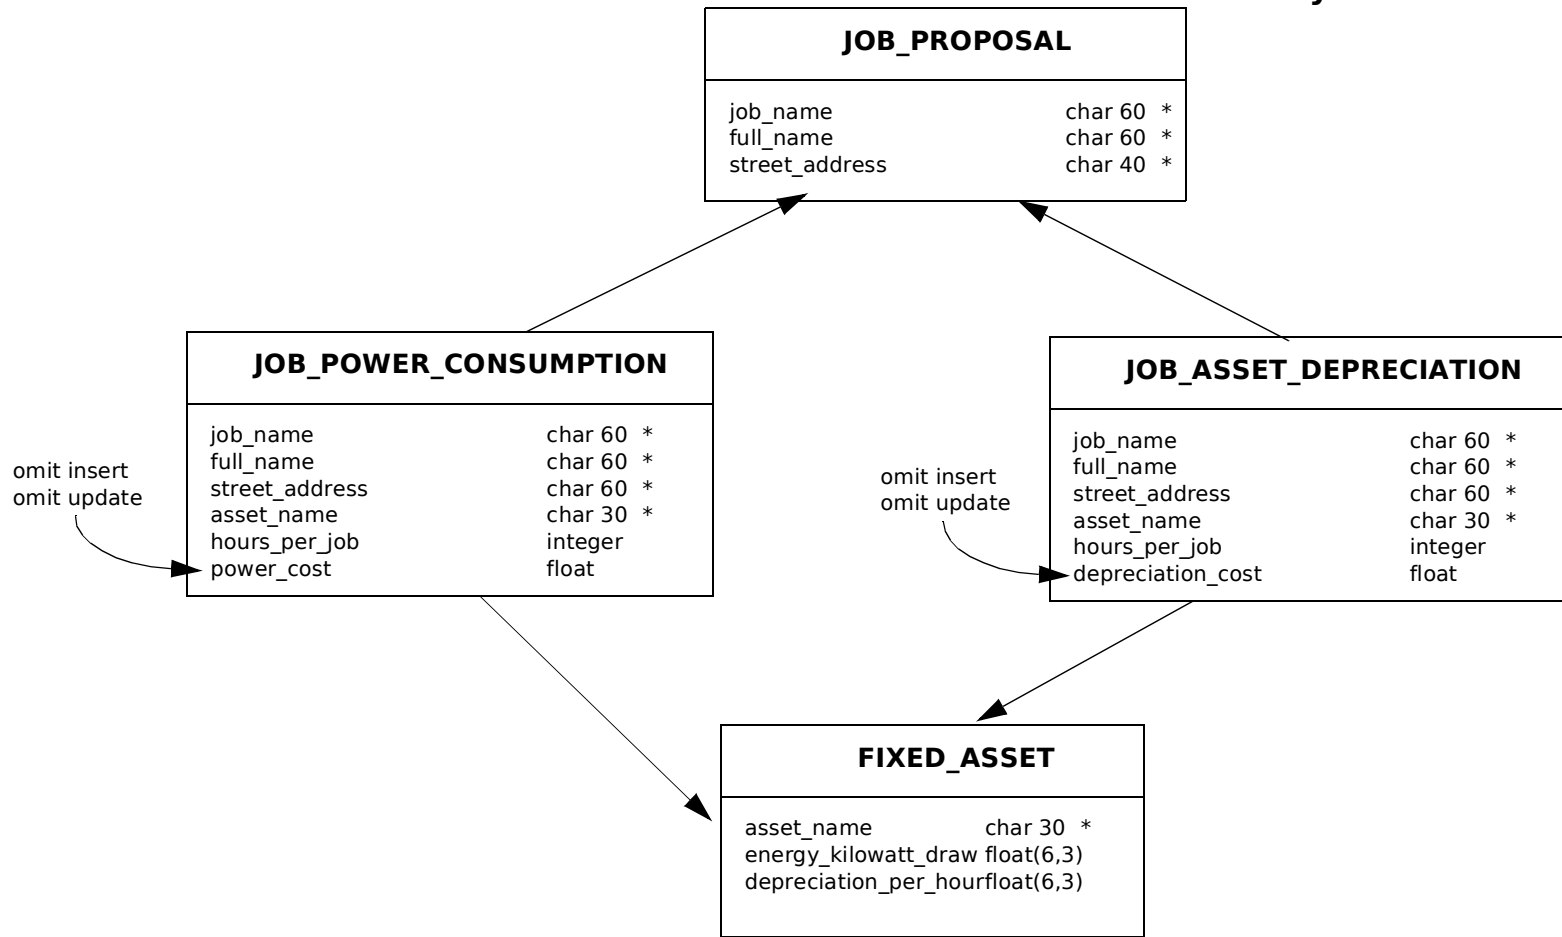 JOB_PROPOSAL
job_name char 60 *
full_name char 60 *
street_address char 40 *
JOB_POWER_CONSUMPTION
job_name char 60 *
full_name char 60 *
street_address char 60 *
asset_name char 30 *
hours_per_job integer
power_cost float
omit insert
omit update
JOB_ASSET_DEPRECIATION
job_name char 60 *
full_name char 60 *
street_address char 60 *
asset_name char 30 *
hours_per_job integer
depreciation_cost float
omit insert
omit update
FIXED_ASSET
asset_name char 30 *
energy_kilowatt_draw float(6,3)
depreciation_per_hourfloat(6,3)